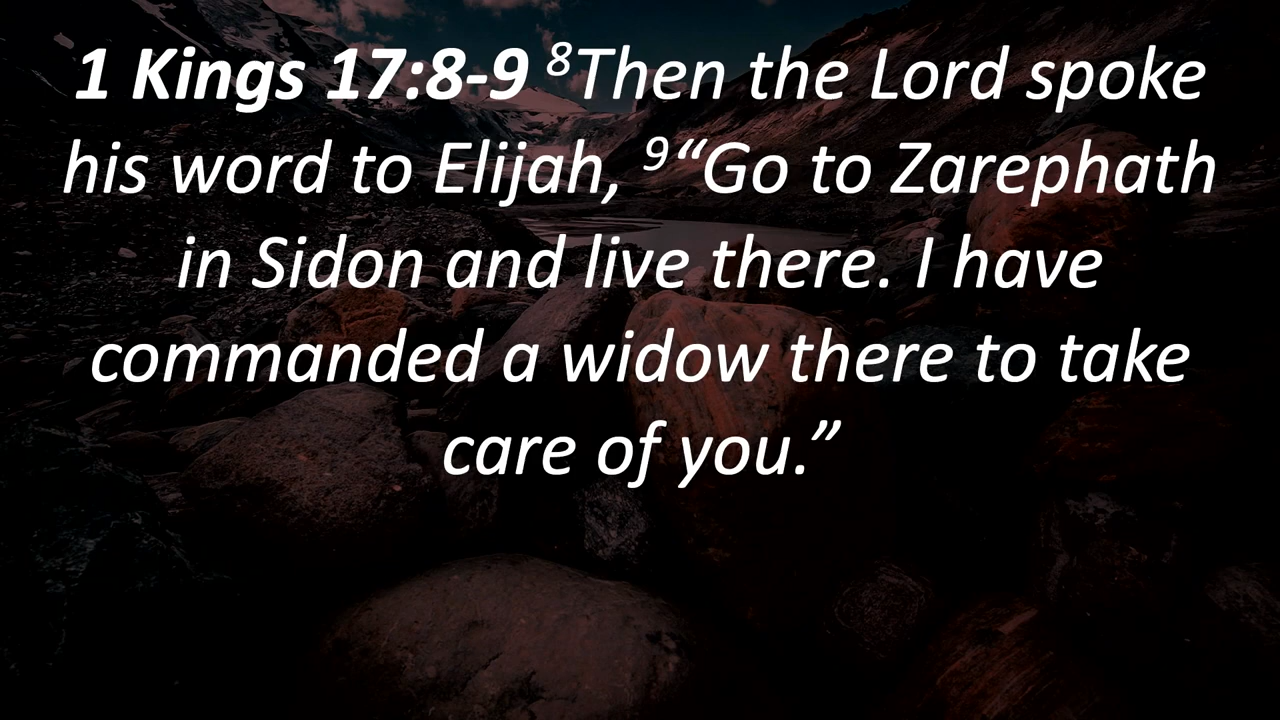 1 Kings 17:8-9 ⁸Then the Lord spoke
his word to Elijah, ⁹“Go to Zarephath
in Sidon and live there. I have
commanded a widow there to take
care of you.”